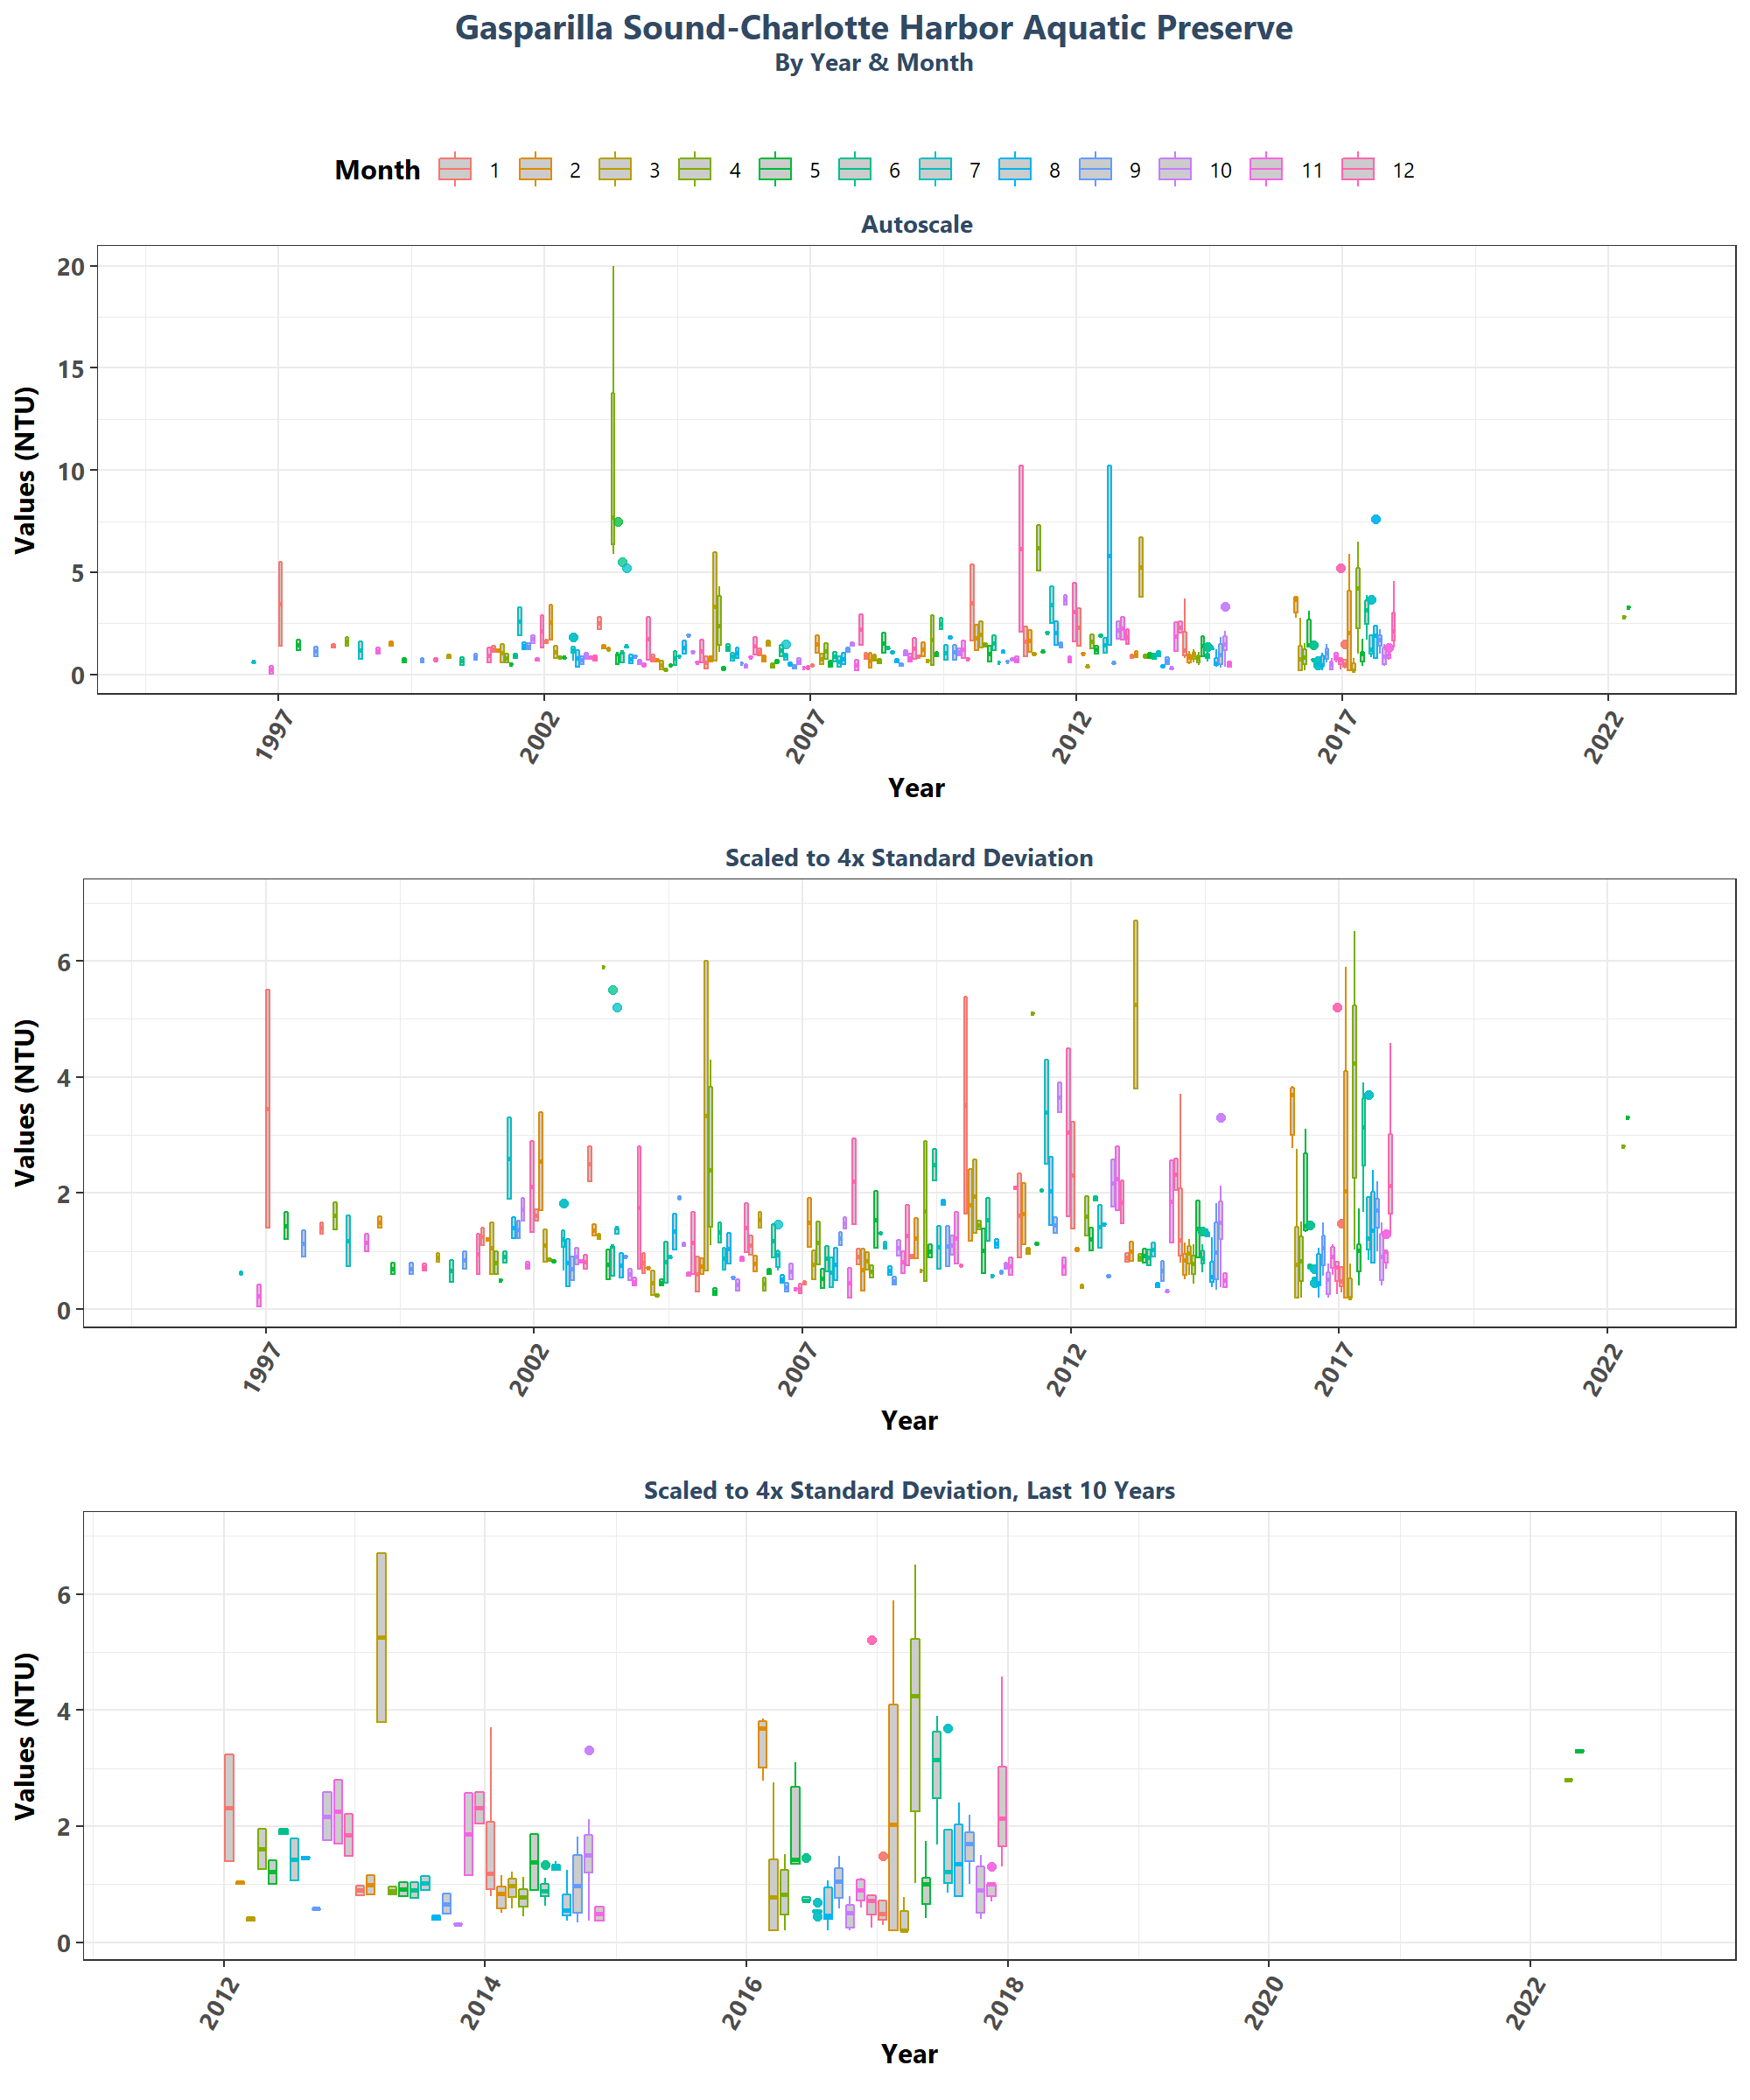 Gasparilla Sound-Charlotte Harbor Aquatic Preserve
By Year & Month
Month 1 2 3 4 5 6 7 8 9 10 11 12
Autoscale
Values (NTU)
20
15
10
5
0
1997 2002 2007 2012 2017 2022
Year
Scaled to 4x Standard Deviation
Values (NTU)
6
4
2
0
1997 2002 2007 2012 2017 2022
Year
Scaled to 4x Standard Deviation, Last 10 Years
Values (NTU)
6
4
2
0
2012 2014 2016 2018 2020 2022
Year